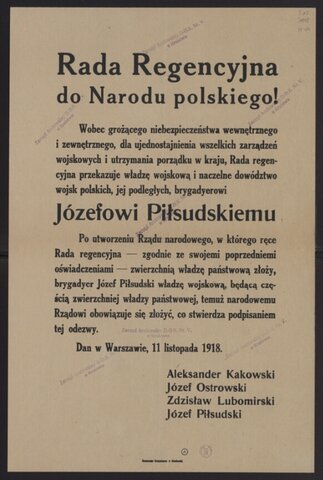 Rada Regencyjna
do Narodu polskiego!
Wobec grożącego niebezpieczeństwa wewnętrznego
i zewnętrznego, dla ujednostajnienia wszelkich zarządzeń
wojskowych i utrzymania porządku w kraju, Rada regen-
cyjna przekazuje władzę wojskową i naczelne dowództwo
wojsk polskich, jej podległych, brygadyerowi
Józefowi Piłsudskiemu
Po utworzeniu Rządu narodowego, w którego ręce
Rada regencyjna — zgodnie ze swojemi poprzedniemi
oświadczeniami — zwierzchnią władzę państwową złoży,
brygadyer Józef Piłsudski władzę wojskową, będącą czę-
ścią zwierzchniej władzy państwowej, temuż narodowemu
Rządowi obowiązuje się złożyć, co stwierdza podpisaniem
tej odezwy.
Dan w Warszawie, 11 listopada 1918.
Aleksander Kakowski
Józef Ostrowski
Zdzisław Lubomirski
Józef Piłsudski